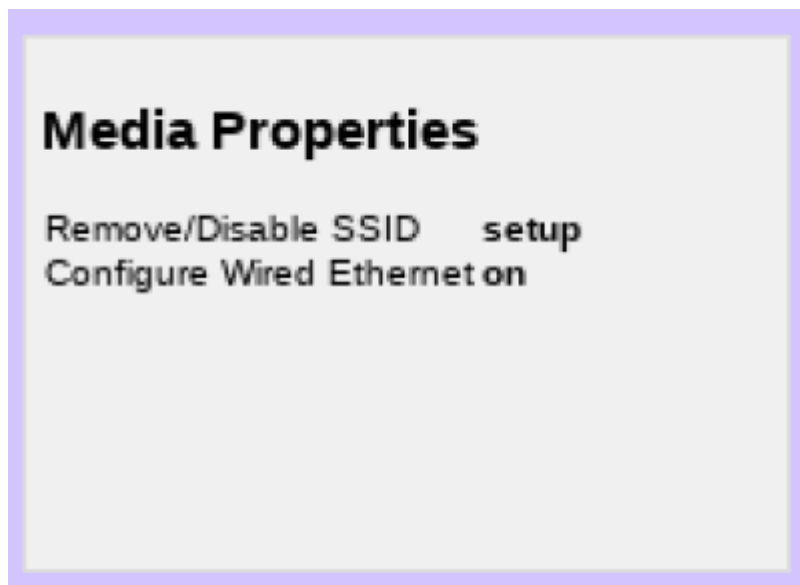 Media Properties
Remove/Disable SSID setup
Configure Wired Ethernet on